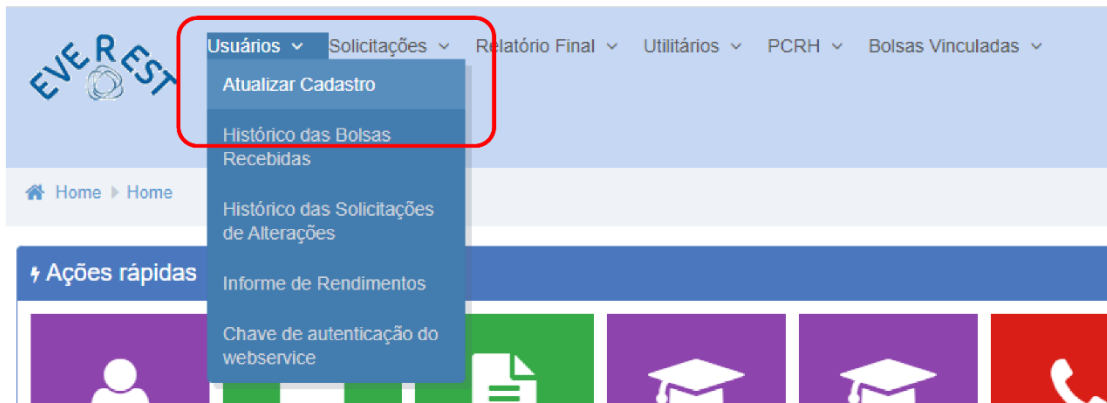 EVEREST
Usuários Solicitações Relatório Final Utilitários PCRH Bolsas Vinculadas
Atualizar Cadastro
Histórico das Bolsas
Recebidas
Home Home
Histórico das Solicitações
de Alterações
Ações rápidas
Informe de Rendimentos
Chave de autenticação do
webservice